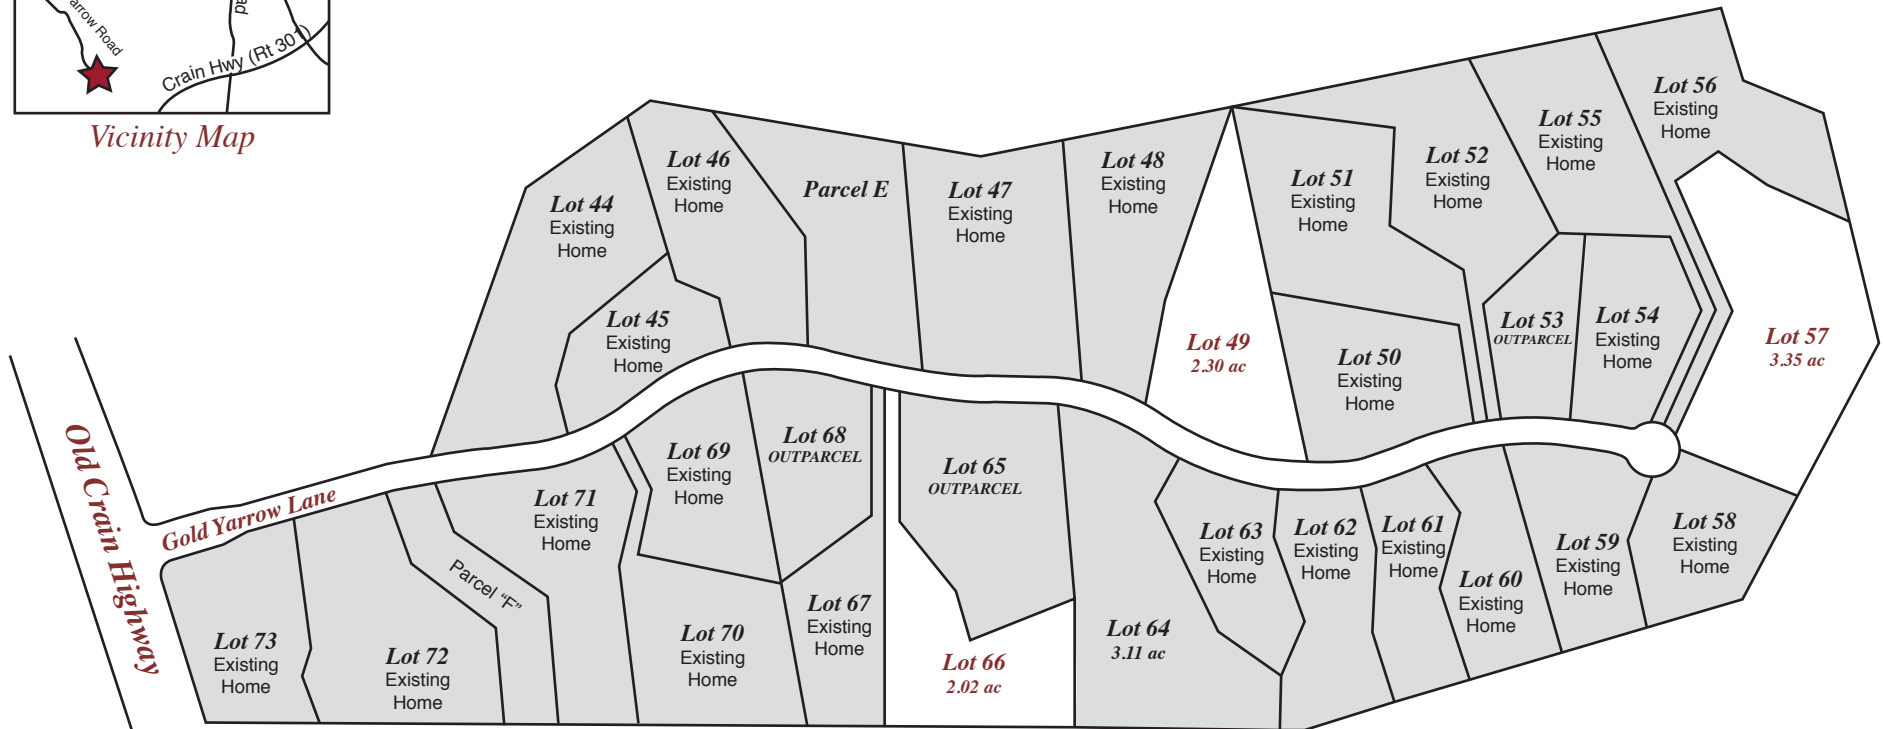 arrow Road
ad
Crain Hwy (Rt 301)
Vicinity Map
Lot 44
Existing
Home
Lot 45
Existing
Home
Lot 46
Existing
Home
Parcel E
Lot 47
Existing
Home
Lot 48
Existing
Home
Lot 49
2.30 ac
Lot 50
Existing
Home
Lot 51
Existing
Home
Lot 52
Existing
Home
Lot 53
OUTPARCEL
Lot 54
Existing
Home
Lot 55
Existing
Home
Lot 56
Existing
Home
Lot 57
3.35 ac
Lot 58
Existing
Home
Lot 59
Existing
Home
Lot 60
Existing
Home
Lot 61
Existing
Home
Lot 62
Existing
Home
Lot 63
Existing
Home
Lot 64
3.11 ac
Lot 65
OUTPARCEL
Lot 66
2.02 ac
Lot 67
Existing
Home
Lot 68
OUTPARCEL
Lot 69
Existing
Home
Lot 70
Existing
Home
Lot 71
Existing
Home
Parcel “F”
Lot 72
Existing
Home
Lot 73
Existing
Home
Gold Yarrow Lane
Old Crain Highway